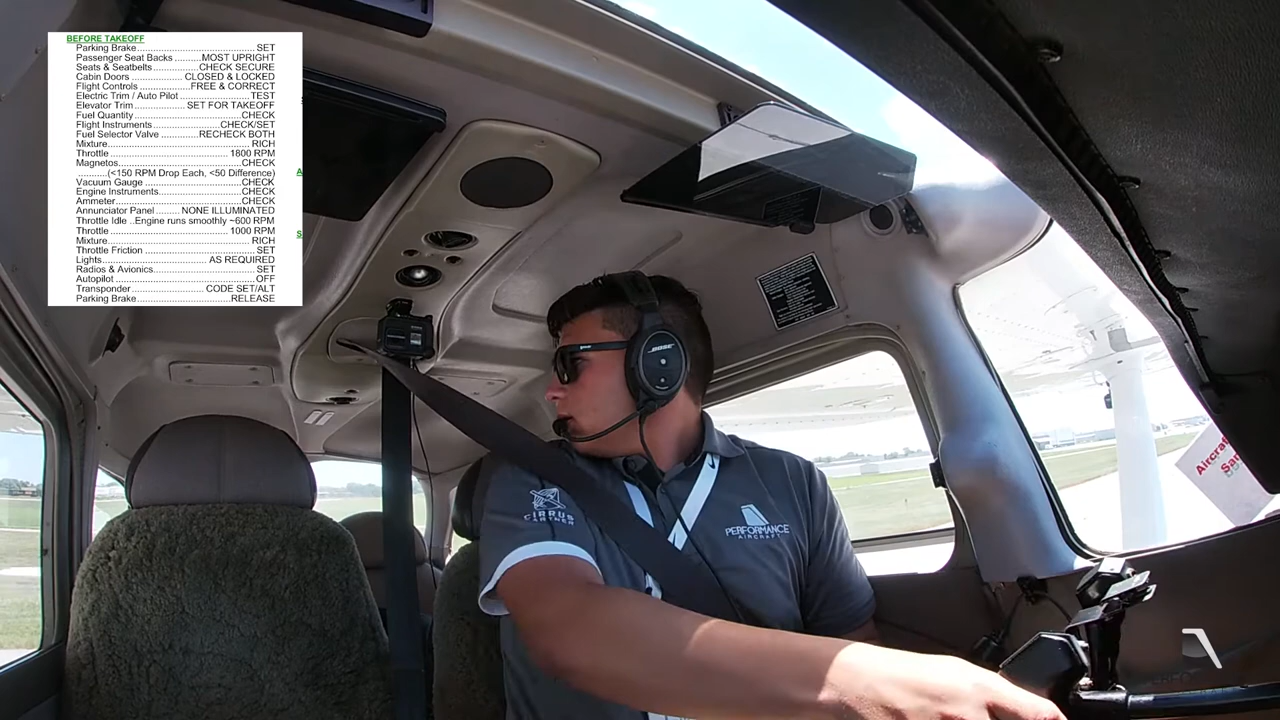 BEFORE TAKEOFF
Parking Brake....................................SET
Passenger Seat Backs ..........MOST UPRIGHT
Seats & Seatbelts ................CHECK SECURE
Cabin Doors ..................CLOSED & LOCKED
Flight Controls ...................FREE & CORRECT
Electric Trim / Auto Pilot........................TEST
Elevator Trim ...................SET FOR TAKEOFF
Fuel Quantity......................................CHECK
Flight Instruments .........................CHECK/SET
Fuel Selector Valve ..............RECHECK BOTH
Mixture................................................RICH
Throttle ......................................... 1800 RPM
Magnetos...........................................CHECK
............(<150 RPM Drop Each, <50 Difference)
Vacuum Gauge ..................................CHECK
Engine Instruments............................CHECK
Ammeter............................................CHECK
Annunciator Panel ........ NONE ILLUMINATED
Throttle Idle ..Engine runs smoothly ~600 RPM
Throttle ......................................... 1000 RPM
Mixture................................................RICH
Throttle Friction ....................................SET
Lights.................................... AS REQUIRED
Radios & Avionics..................................SET
Autopilot ...............................................OFF
Transponder ........................CODE SET/ALT
Parking Brake..................................RELEASE
BOSE
CIRRUS
PERFORMANCE
AIRCRAFT
Aircraf